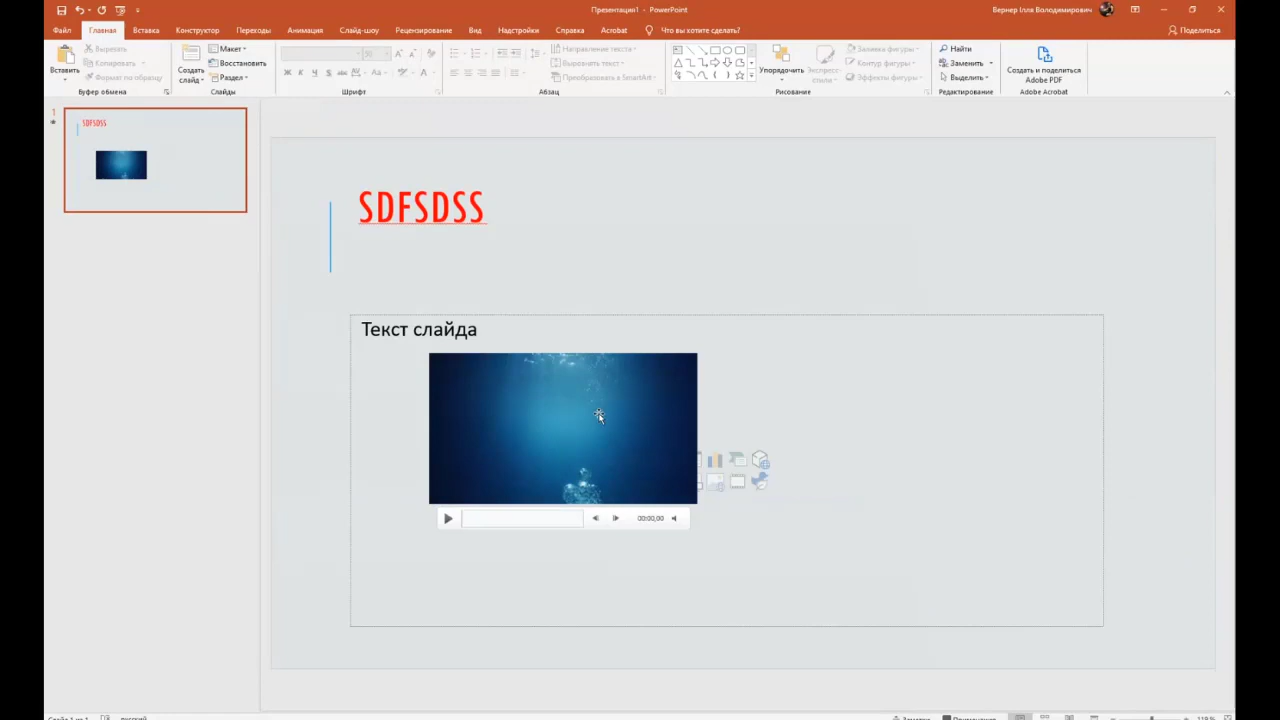 Презентация1 - PowerPoint
Вернер Ілля Володимирович
Файл Главная Вставка Конструктор Переходы Анимация Слайд-шоу Рецензирование Вид Надстройки Справка Acrobat Что вы хотите сделать? Поделиться
Вставить
Вырезать
Копировать
Формат по образцу
Буфер обмена
Создать слайд
Макет
Восстановить
Раздел
Слайды
Шрифт
Направление текста
Выровнять текст
Преобразовать в SmartArt
Абзац
Упорядочить
Экспресс-стили
Заливка фигуры
Контур фигуры
Эффекты фигуры
Рисование
Найти
Заменить
Выделить
Редактирование
Создать и поделиться
Adobe PDF
Adobe Acrobat
1
SDFSDSS
SDFSDSS
Текст слайда
00:00,00